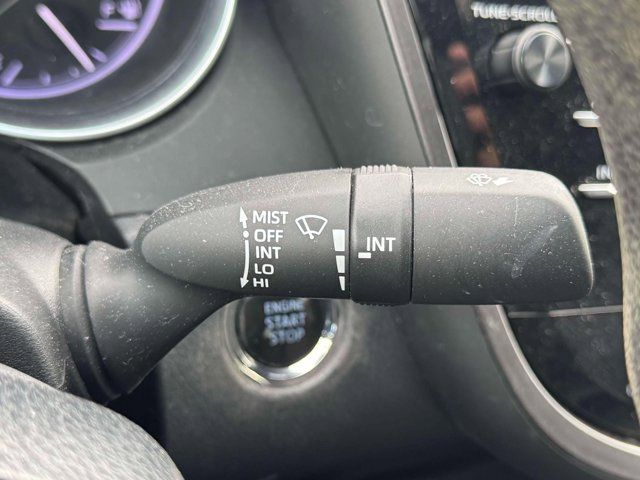 TUNE·SCROLL
MIST
OFF
INT
LO
HI
INT
ENGINE
START
STOP